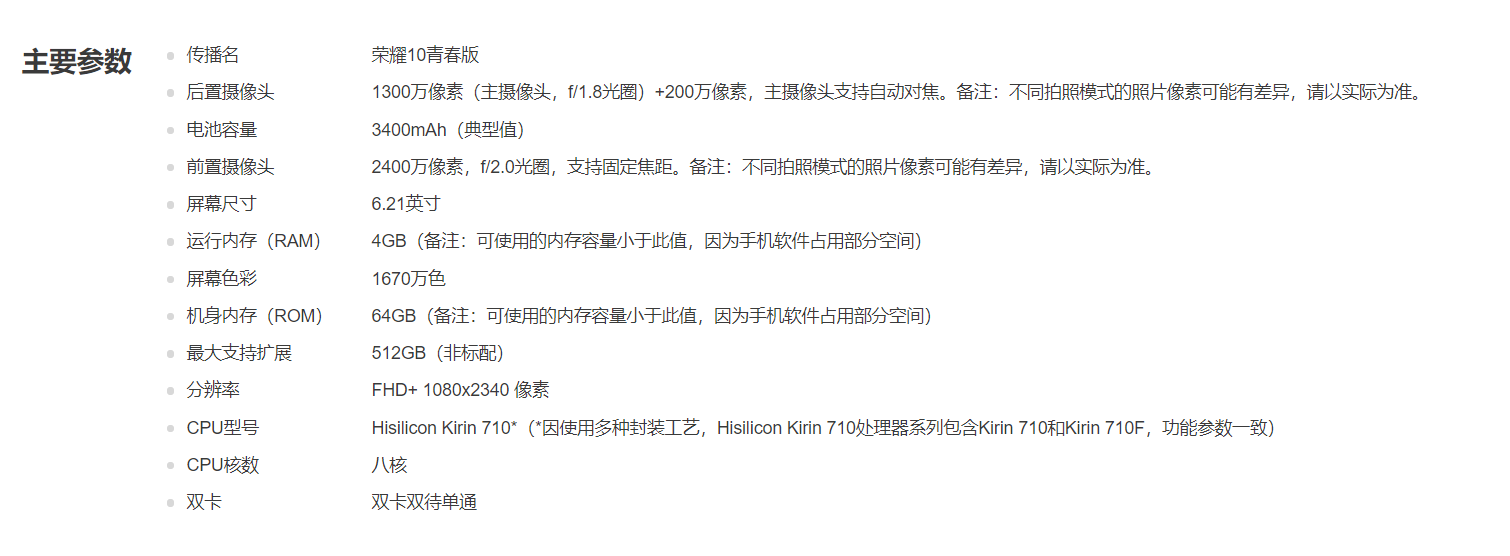 主要参数
传播名 荣耀10青春版
后置摄像头 1300万像素（主摄像头，f/1.8光圈）+200万像素，主摄像头支持自动对焦。备注：不同拍照模式的照片像素可能有差异，请以实际为准。
电池容量 3400mAh（典型值）
前置摄像头 2400万像素，f/2.0光圈，支持固定焦距。备注：不同拍照模式的照片像素可能有差异，请以实际为准。
屏幕尺寸 6.21英寸
运行内存（RAM） 4GB（备注：可使用的内存容量小于此值，因为手机软件占用部分空间）
屏幕色彩 1670万色
机身内存（ROM） 64GB（备注：可使用的内存容量小于此值，因为手机软件占用部分空间）
最大支持扩展 512GB（非标配）
分辨率 FHD+ 1080x2340 像素
CPU型号 Hisilicon Kirin 710*（*因使用多种封装工艺，Hisilicon Kirin 710处理器系列包含Kirin 710和Kirin 710F，功能参数一致）
CPU核数 八核
双卡 双卡双待单通